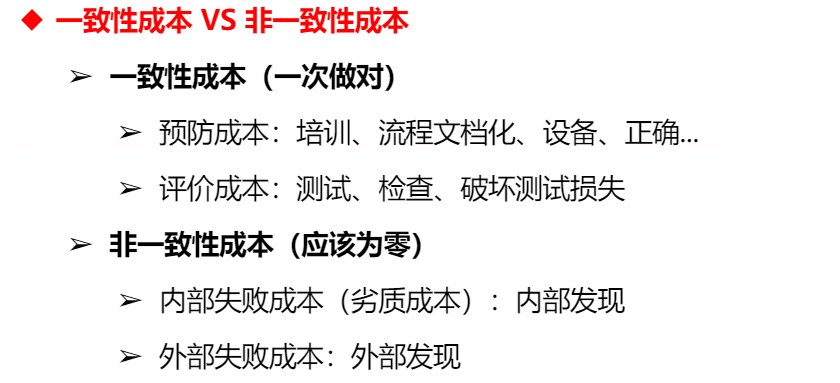 ◆ 一致性成本 VS 非一致性成本
➢ 一致性成本（一次做对）
➢ 预防成本：培训、流程文档化、设备、正确...
➢ 评价成本：测试、检查、破坏测试损失
➢ 非一致性成本（应该为零）
➢ 内部失败成本（劣质成本）：内部发现
➢ 外部失败成本：外部发现